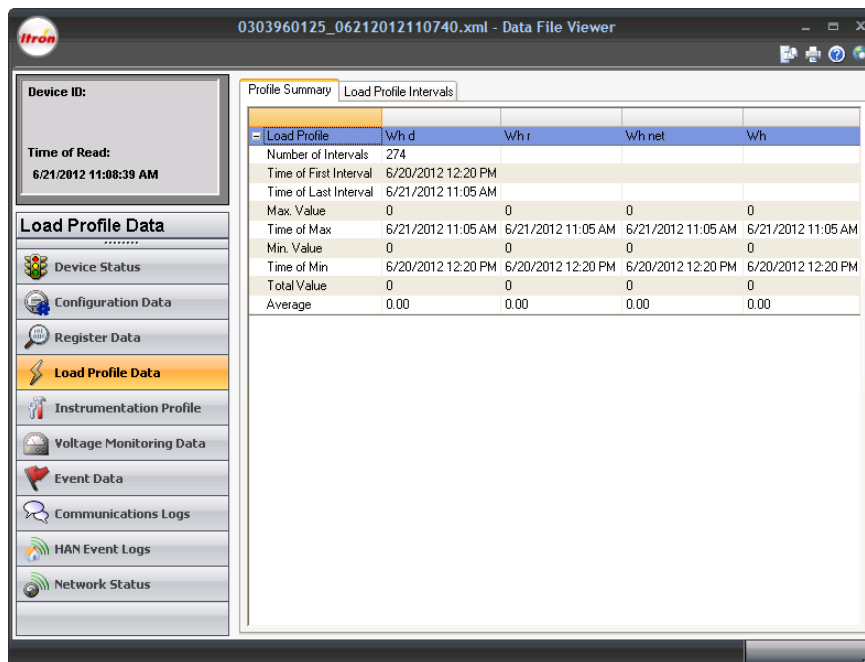 0303960125_06212012110740.xml - Data File Viewer
Itron
Device ID:
Time of Read:
6/21/2012 11:08:39 AM
Load Profile Data
Device Status
Configuration Data
Register Data
Load Profile Data
Instrumentation Profile
Voltage Monitoring Data
Event Data
Communications Logs
HAN Event Logs
Network Status
Profile Summary Load Profile Intervals
Load Profile Wh d Wh r Wh net Wh
Number of Intervals 274
Time of First Interval 6/20/2012 12:20 PM
Time of Last Interval 6/21/2012 11:05 AM
Max. Value 0 0 0 0
Time of Max 6/21/2012 11:05 AM 6/21/2012 11:05 AM 6/21/2012 11:05 AM 6/21/2012 11:05 AM
Min. Value 0 0 0 0
Time of Min 6/20/2012 12:20 PM 6/20/2012 12:20 PM 6/20/2012 12:20 PM 6/20/2012 12:20 PM
Total Value 0 0 0 0
Average 0.00 0.00 0.00 0.00